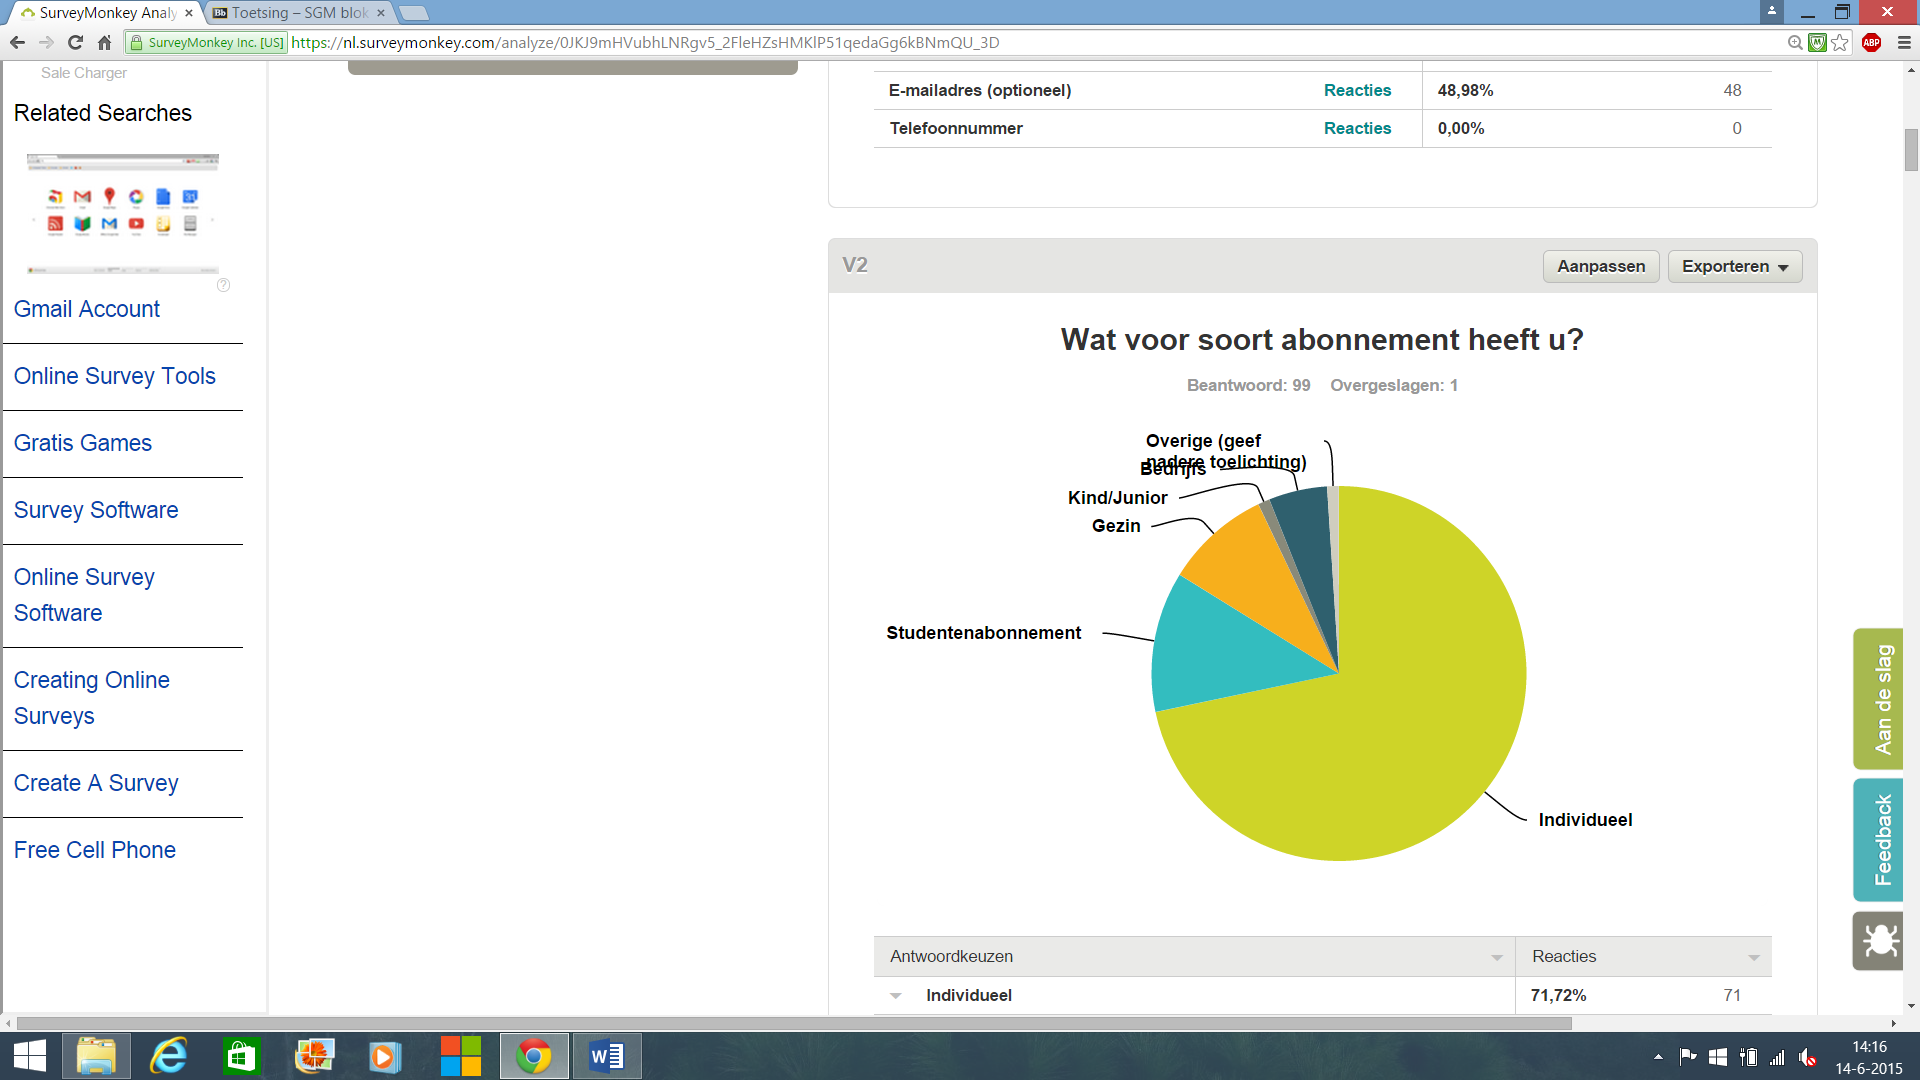 SurveyMonkey Analy
Toetsing – SGM blok
SurveyMonkey Inc. [US]
https://nl.surveymonkey.com/analyze/0JKJ9mHVubhLNRgv5_2FleHZsHMKlP51qedaGg6kBNmQU_3D
ABP
Sale Charger
Related Searches
?
Gmail Account
Online Survey Tools
Gratis Games
Survey Software
Online Survey
Software
Creating Online
Surveys
Create A Survey
Free Cell Phone
E-mailadres (optioneel) Reacties 48,98% 48
Telefoonnummer Reacties 0,00% 0
V2
Aanpassen
Exporteren
Wat voor soort abonnement heeft u?
Beantwoord: 99 Overgeslagen: 1
Overige (geef
nadere toelichting)
Bedrijfs
Kind/Junior
Gezin
Studentenabonnement
Individueel
Antwoordkeuzen Reacties
Individueel 71,72% 71
Aan de slag
Feedback
14:16
14-6-2015